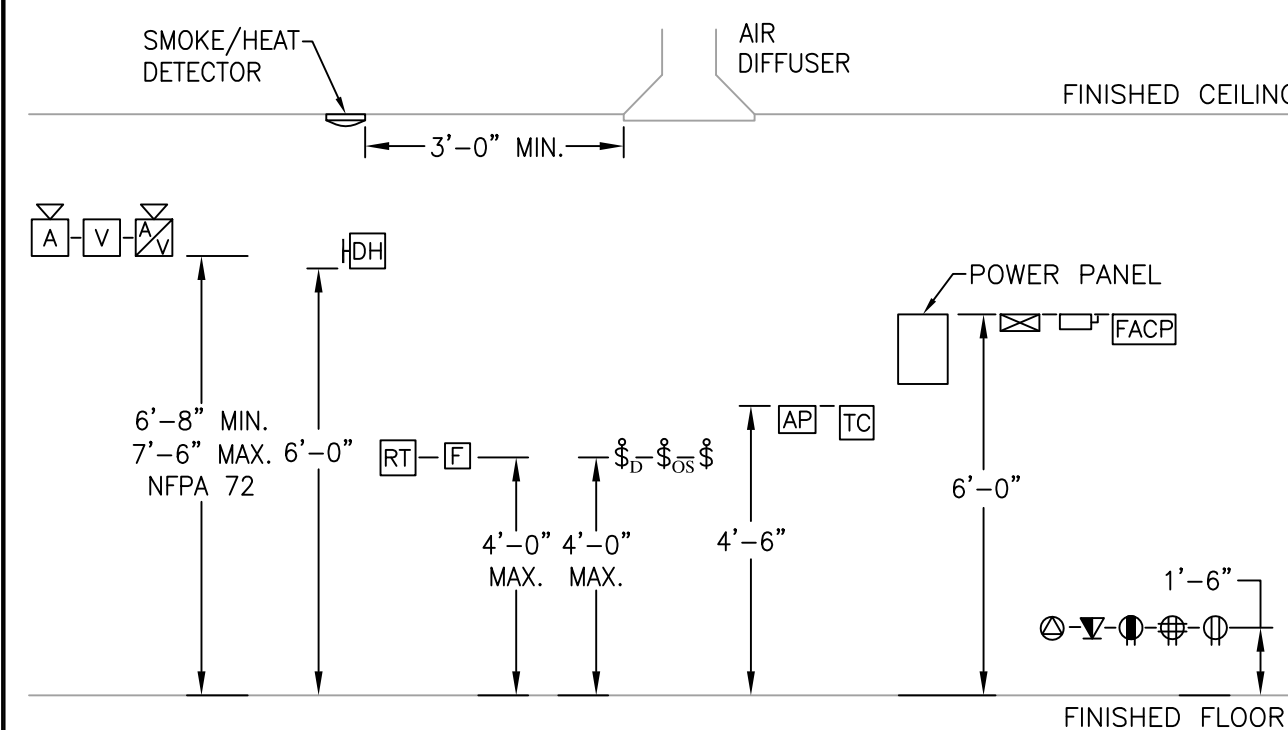 SMOKE/HEAT
DETECTOR
AIR
DIFFUSER
FINISHED CEILING
3'-0" MIN.
A
V
A/V
DH
POWER PANEL
FACP
6'-8" MIN.
7'-6" MAX.
NFPA 72
6'-0"
RT
F
$D
$OS
$
AP
TC
4'-0"
MAX.
4'-0"
MAX.
4'-6"
6'-0"
1'-6"
FINISHED FLOOR